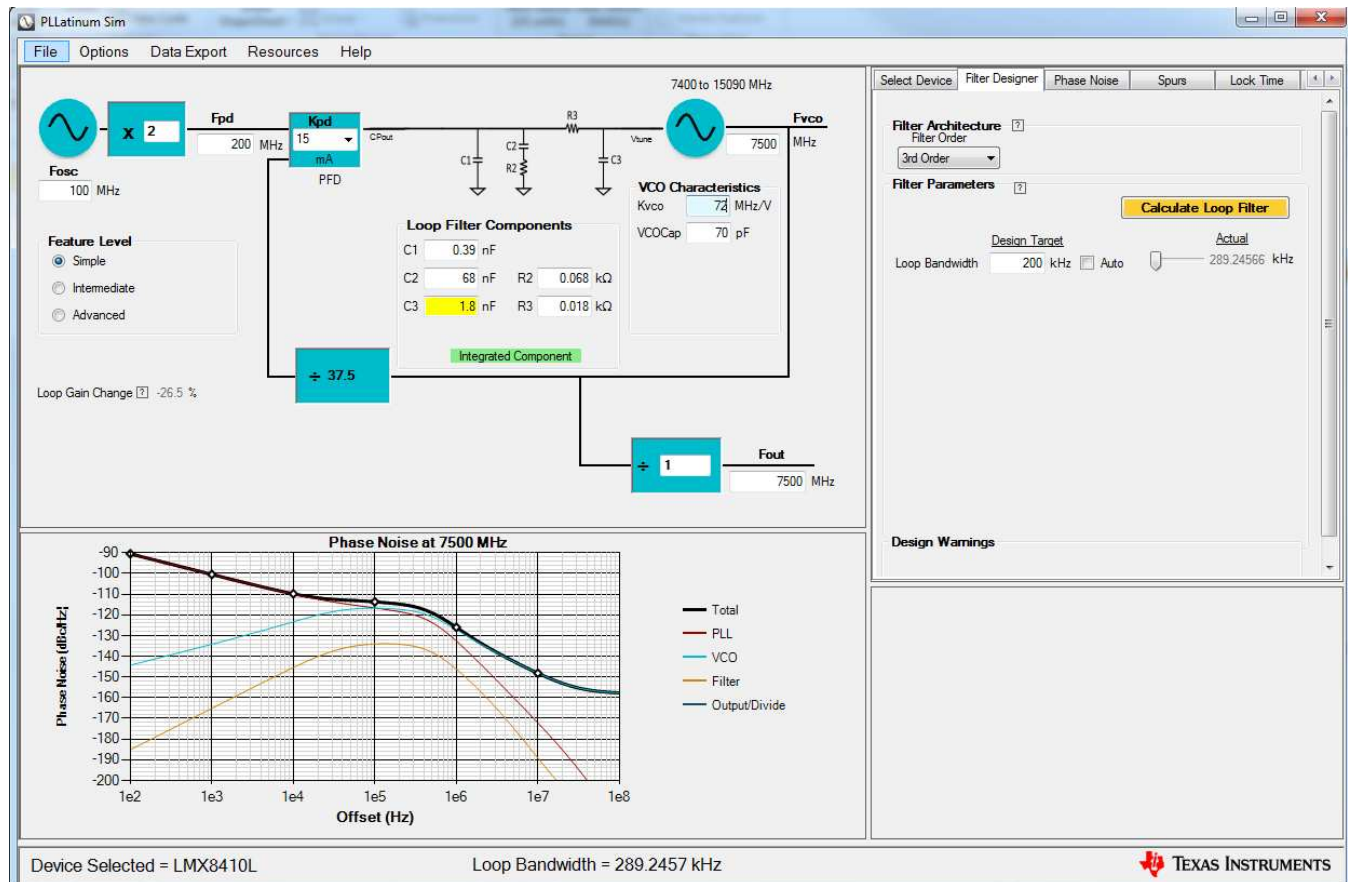 PLLatinum Sim
File Options Data Export Resources Help
7400 to 15090 MHz
X 2
Fpd
200 MHz
Kpd
15
mA
PFD
CPout
C1
C2
R2
R3
C3
Vtune
Fvco
7500 MHz
Fosc
100 MHz
VCO Characteristics
Kvco 72 MHz/V
VCOCap 70 pF
Loop Filter Components
C1 0.39 nF
C2 68 nF R2 0.068 kΩ
C3 1.8 nF R3 0.018 kΩ
Integrated Component
Feature Level
Simple
Intermediate
Advanced
÷ 37.5
Loop Gain Change ? -26.5 %
÷ 1
Fout
7500 MHz
Select Device Filter Designer Phase Noise Spurs Lock Time
Filter Architecture ?
Filter Order
3rd Order
Filter Parameters ?
Calculate Loop Filter
Design Target Actual
Loop Bandwidth 200 kHz Auto 289.24566 kHz
Design Warnings
Phase Noise at 7500 MHz
Phase Noise (dBc/Hz)
-90
-100
-110
-120
-130
-140
-150
-160
-170
-180
-190
-200
1e2 1e3 1e4 1e5 1e6 1e7 1e8
Offset (Hz)
Total
PLL
VCO
Filter
Output/Divide
Device Selected = LMX8410L
Loop Bandwidth = 289.2457 kHz
TEXAS INSTRUMENTS